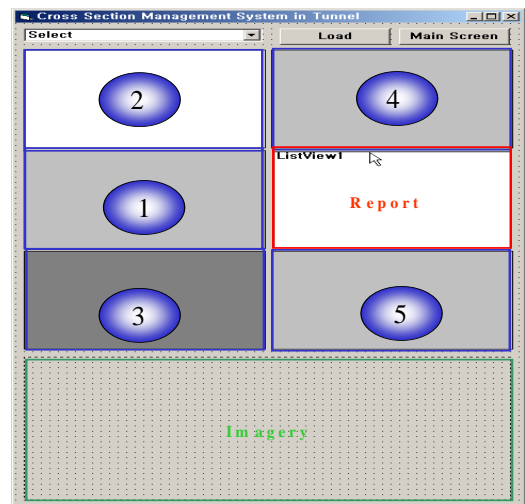 Cross Section Management System in Tunnel
Select
Load
Main Screen
2
4
ListView1
1
Report
3
5
Imagery